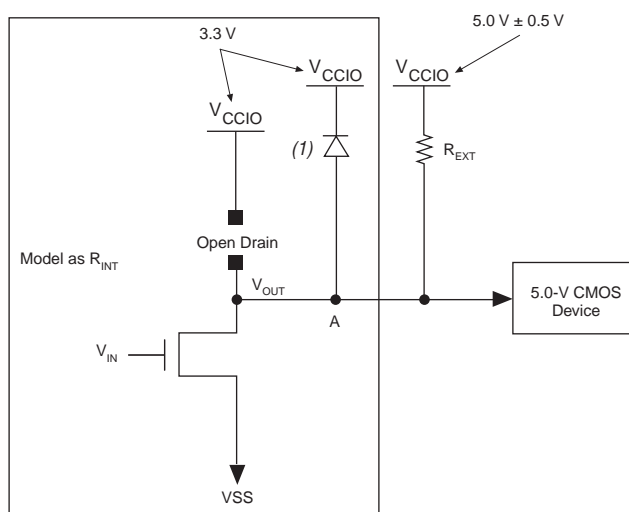 3.3 V
5.0 V ± 0.5 V
VCCIO
VCCIO
VCCIO
(1)
REXT
Open Drain
Model as RINT
VOUT
A
5.0-V CMOS
Device
VIN
VSS